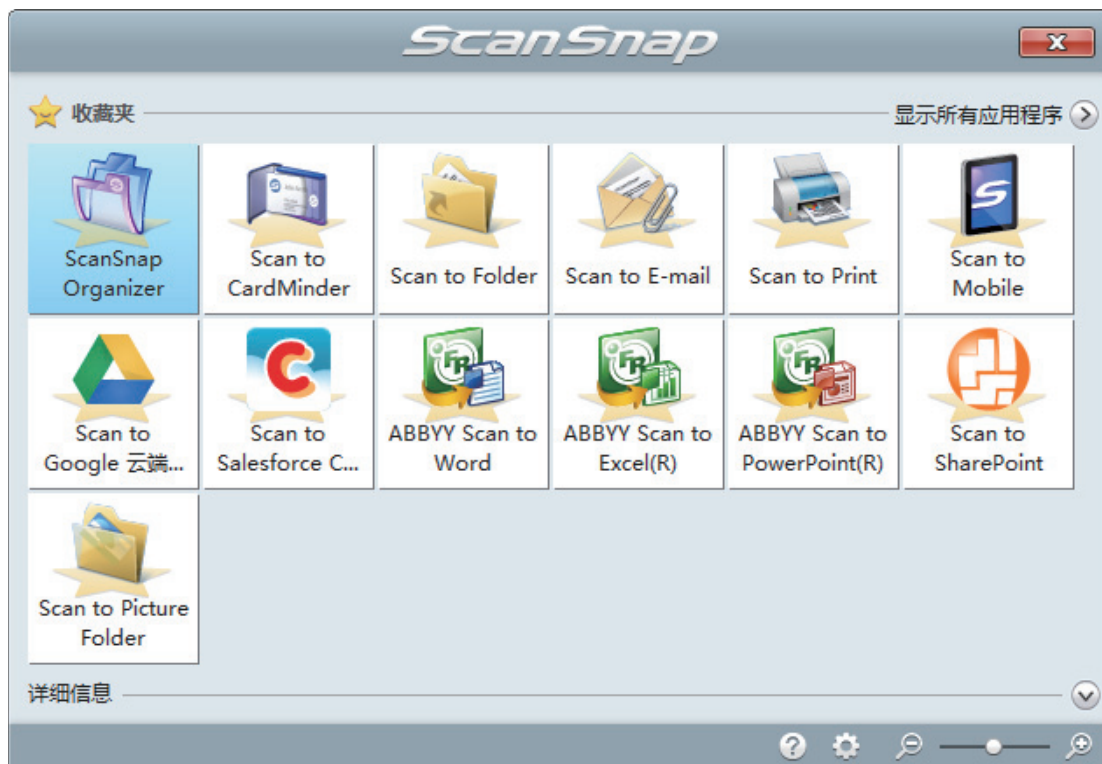 ScanSnap
收藏夹
显示所有应用程序
ScanSnap
Organizer
Scan to
CardMinder
Scan to Folder
Scan to E-mail
Scan to Print
Scan to
Mobile
Scan to
Google 云端...
Scan to
Salesforce C...
ABBYY Scan to
Word
ABBYY Scan to
Excel(R)
ABBYY Scan to
PowerPoint(R)
Scan to
SharePoint
Scan to Picture
Folder
详细信息